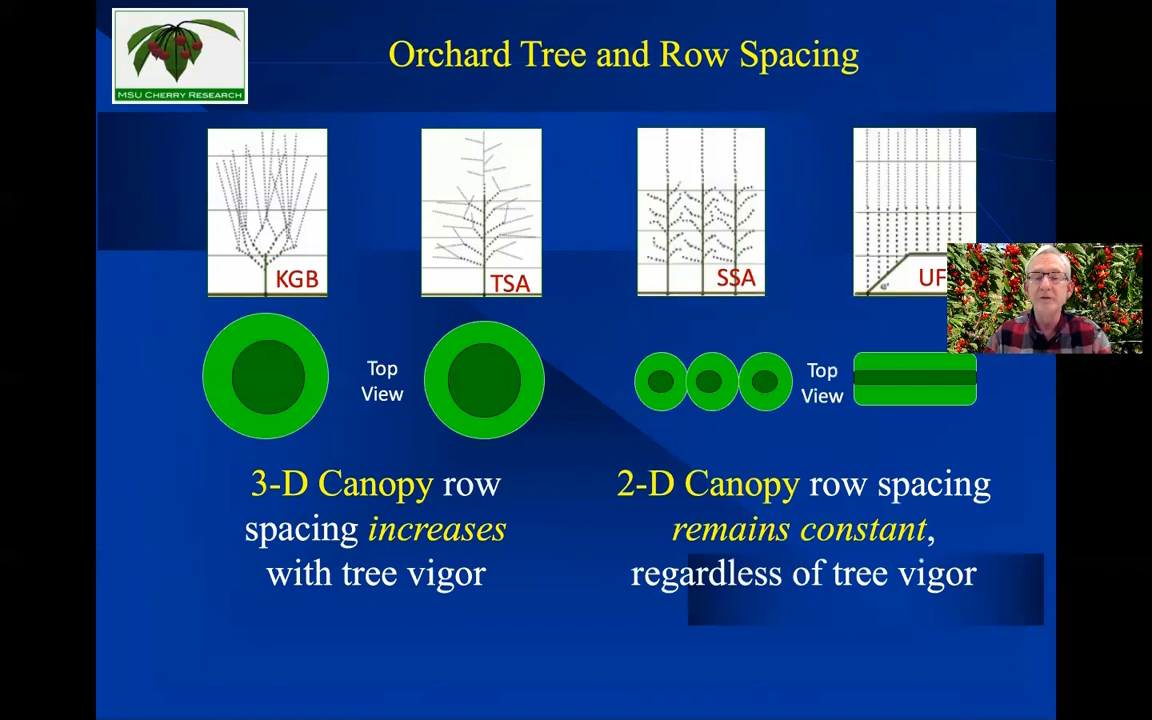 MSU CHERRY RESEARCH
Orchard Tree and Row Spacing
KGB
TSA
SSA
UF
Top
View
Top
View
3-D Canopy row
spacing increases
with tree vigor
2-D Canopy row spacing
remains constant,
regardless of tree vigor